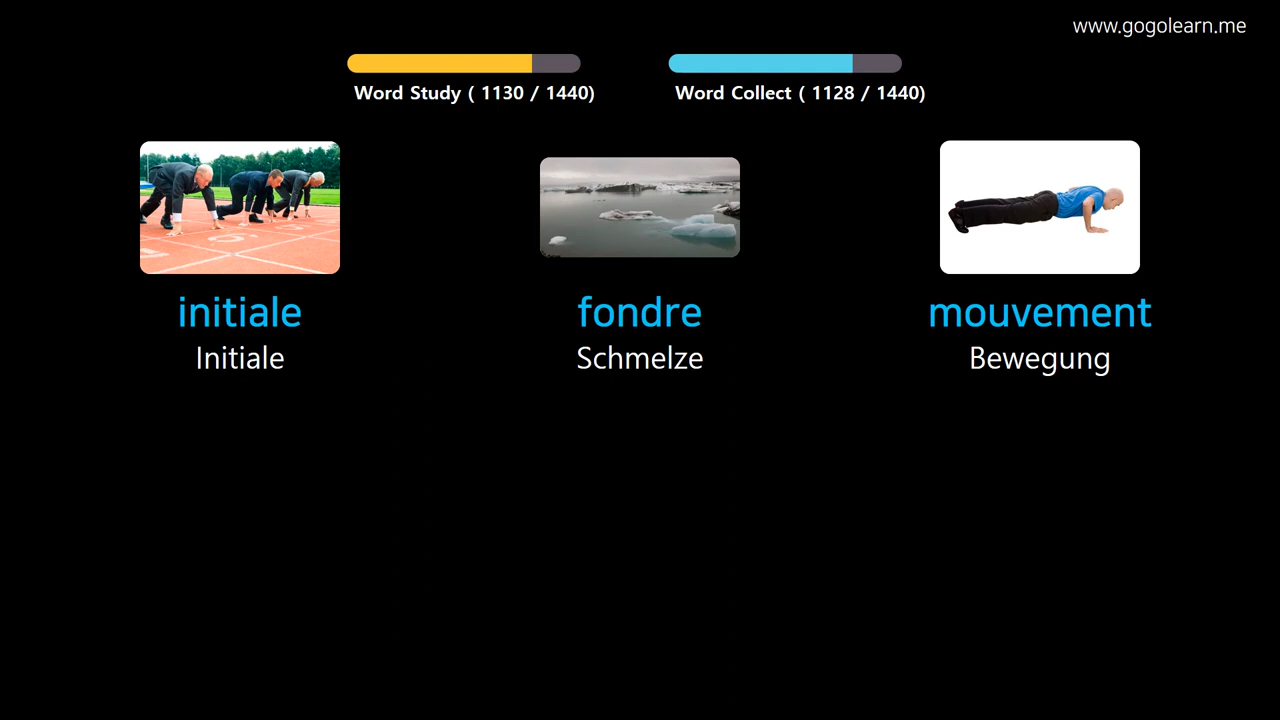 www.gogolearn.me
Word Study ( 1130 / 1440)
Word Collect ( 1128 / 1440)
initiale
Initiale
fondre
Schmelze
mouvement
Bewegung